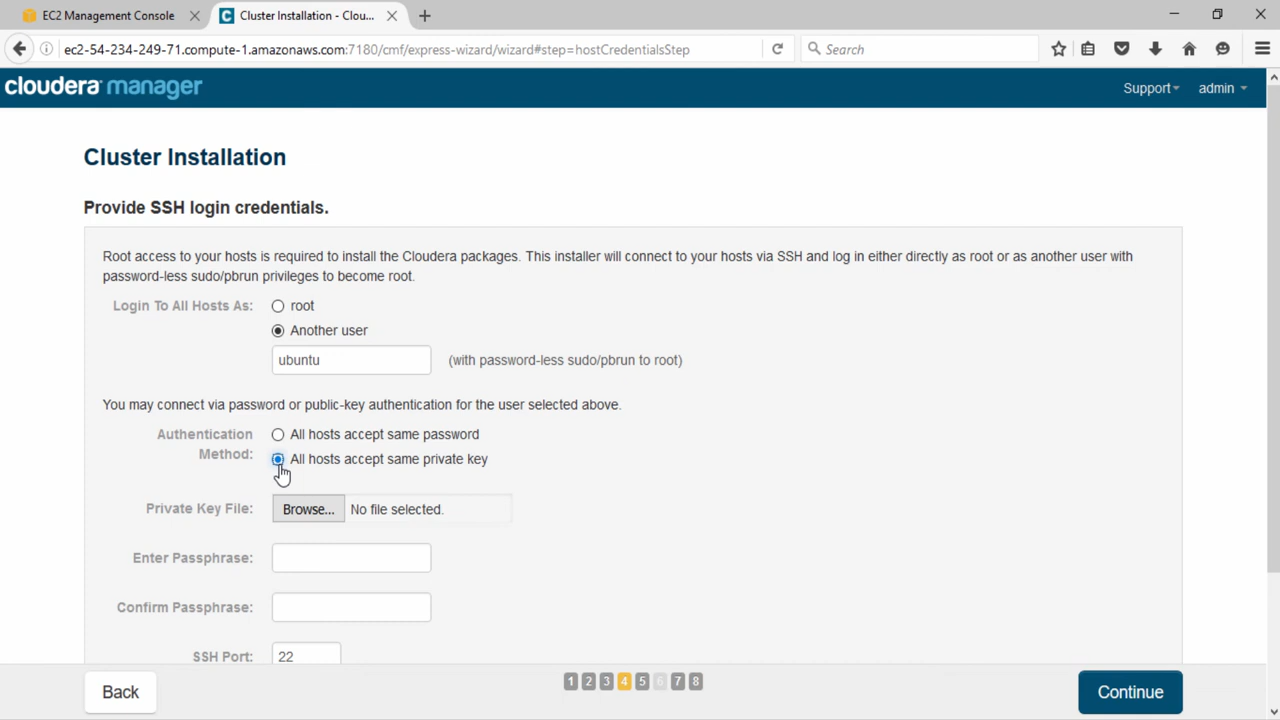 EC2 Management Console
Cluster Installation - Clou...
ec2-54-234-249-71.compute-1.amazonaws.com:7180/cmf/express-wizard/wizard#step=hostCredentialsStep
Search
cloudera manager
Support
admin
Cluster Installation
Provide SSH login credentials.
Root access to your hosts is required to install the Cloudera packages. This installer will connect to your hosts via SSH and log in either directly as root or as another user with
password-less sudo/pbrun privileges to become root.
Login To All Hosts As:
root
Another user
ubuntu
(with password-less sudo/pbrun to root)
You may connect via password or public-key authentication for the user selected above.
Authentication
Method:
All hosts accept same password
All hosts accept same private key
Private Key File:
Browse...
No file selected.
Enter Passphrase:
Confirm Passphrase:
SSH Port:
22
Back
1 2 3 4 5 6 7 8
Continue